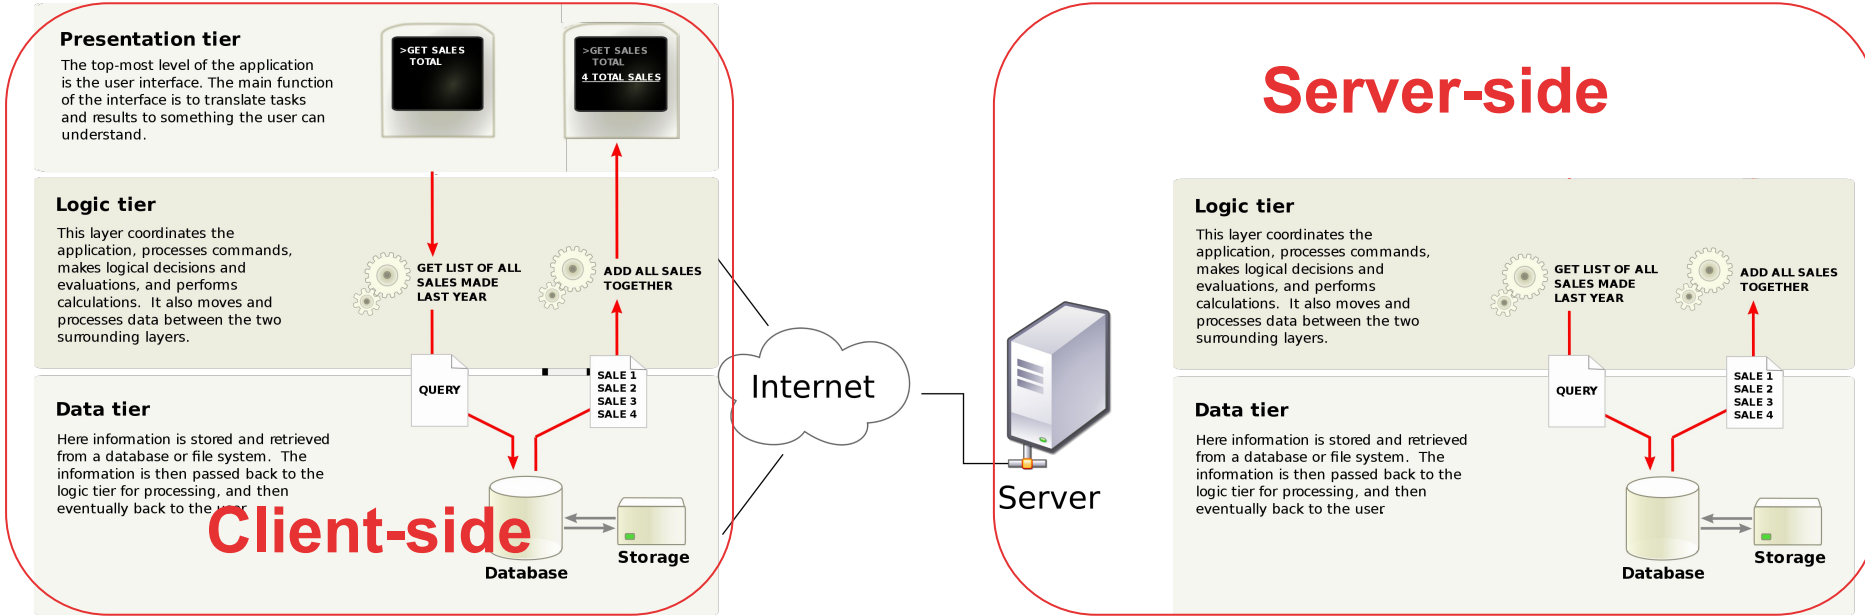 Presentation tier
The top-most level of the application
is the user interface. The main function
of the interface is to translate tasks
and results to something the user can
understand.
>GET SALES
TOTAL
>GET SALES
TOTAL
4 TOTAL SALES
Logic tier
This layer coordinates the
application, processes commands,
makes logical decisions and
evaluations, and performs
calculations. It also moves and
processes data between the two
surrounding layers.
GET LIST OF ALL
SALES MADE
LAST YEAR
ADD ALL SALES
TOGETHER
QUERY
SALE 1
SALE 2
SALE 3
SALE 4
Data tier
Here information is stored and retrieved
from a database or file system. The
information is then passed back to the
logic tier for processing, and then
eventually back to the user
Client-side
Database
Storage
Internet
Server
Server-side
Logic tier
This layer coordinates the
application, processes commands,
makes logical decisions and
evaluations, and performs
calculations. It also moves and
processes data between the two
surrounding layers.
GET LIST OF ALL
SALES MADE
LAST YEAR
ADD ALL SALES
TOGETHER
QUERY
SALE 1
SALE 2
SALE 3
SALE 4
Data tier
Here information is stored and retrieved
from a database or file system. The
information is then passed back to the
logic tier for processing, and then
eventually back to the user.
Database
Storage